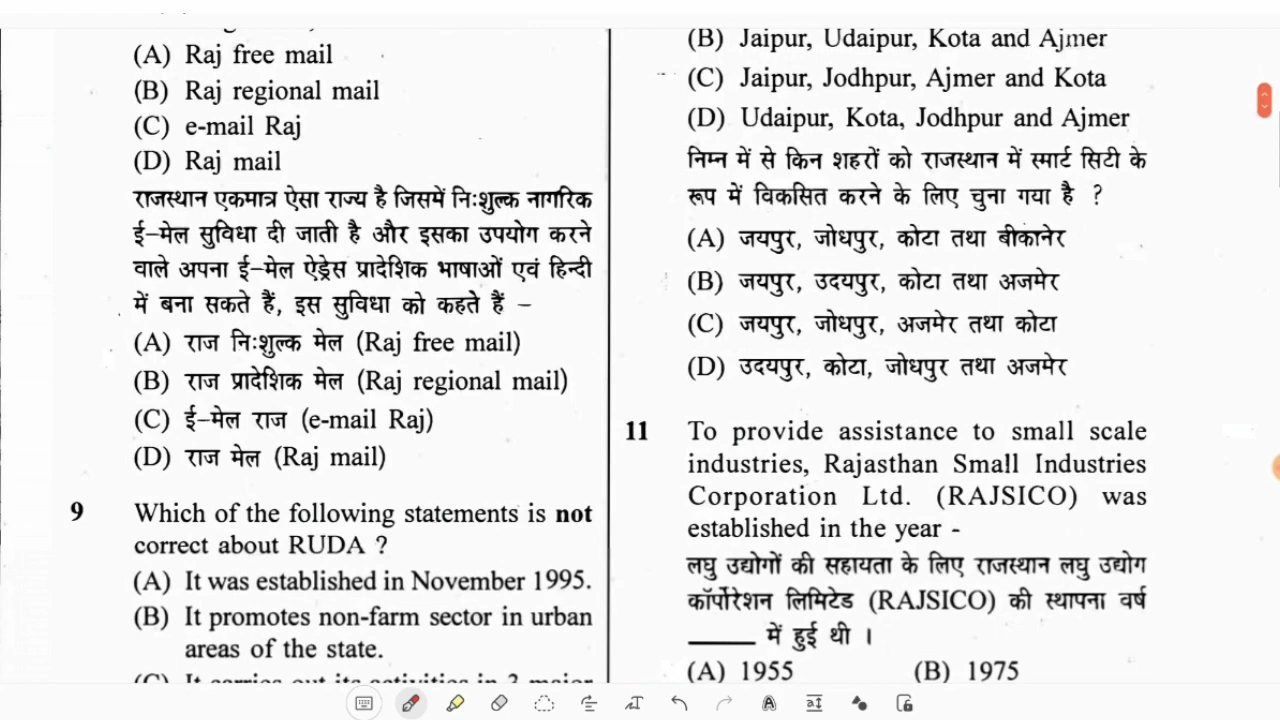 (A) Raj free mail
(B) Raj regional mail
(C) e-mail Raj
(D) Raj mail
राजस्थान एकमात्र ऐसा राज्य है जिसमें निःशुल्क नागरिक
ई-मेल सुविधा दी जाती है और इसका उपयोग करने
वाले अपना ई-मेल ऐड्रेस प्रादेशिक भाषाओं एवं हिन्दी
में बना सकते हैं, इस सुविधा को कहते हैं –
(A) राज निःशुल्क मेल (Raj free mail)
(B) राज प्रादेशिक मेल (Raj regional mail)
(C) ई-मेल राज (e-mail Raj)
(D) राज मेल (Raj mail)
9 Which of the following statements is not
correct about RUDA ?
(A) It was established in November 1995.
(B) It promotes non-farm sector in urban
areas of the state.
(B) Jaipur, Udaipur, Kota and Ajmer
(C) Jaipur, Jodhpur, Ajmer and Kota
(D) Udaipur, Kota, Jodhpur and Ajmer
निम्न में से किन शहरों को राजस्थान में स्मार्ट सिटी के
रूप में विकसित करने के लिए चुना गया है ?
(A) जयपुर, जोधपुर, कोटा तथा बीकानेर
(B) जयपुर, उदयपुर, कोटा तथा अजमेर
(C) जयपुर, जोधपुर, अजमेर तथा कोटा
(D) उदयपुर, कोटा, जोधपुर तथा अजमेर
11 To provide assistance to small scale
industries, Rajasthan Small Industries
Corporation Ltd. (RAJSICO) was
established in the year -
लघु उद्योगों की सहायता के लिए राजस्थान लघु उद्योग
कॉर्पोरेशन लिमिटेड (RAJSICO) की स्थापना वर्ष
_____ में हुई थी ।
(A) 1955 (B) 1975